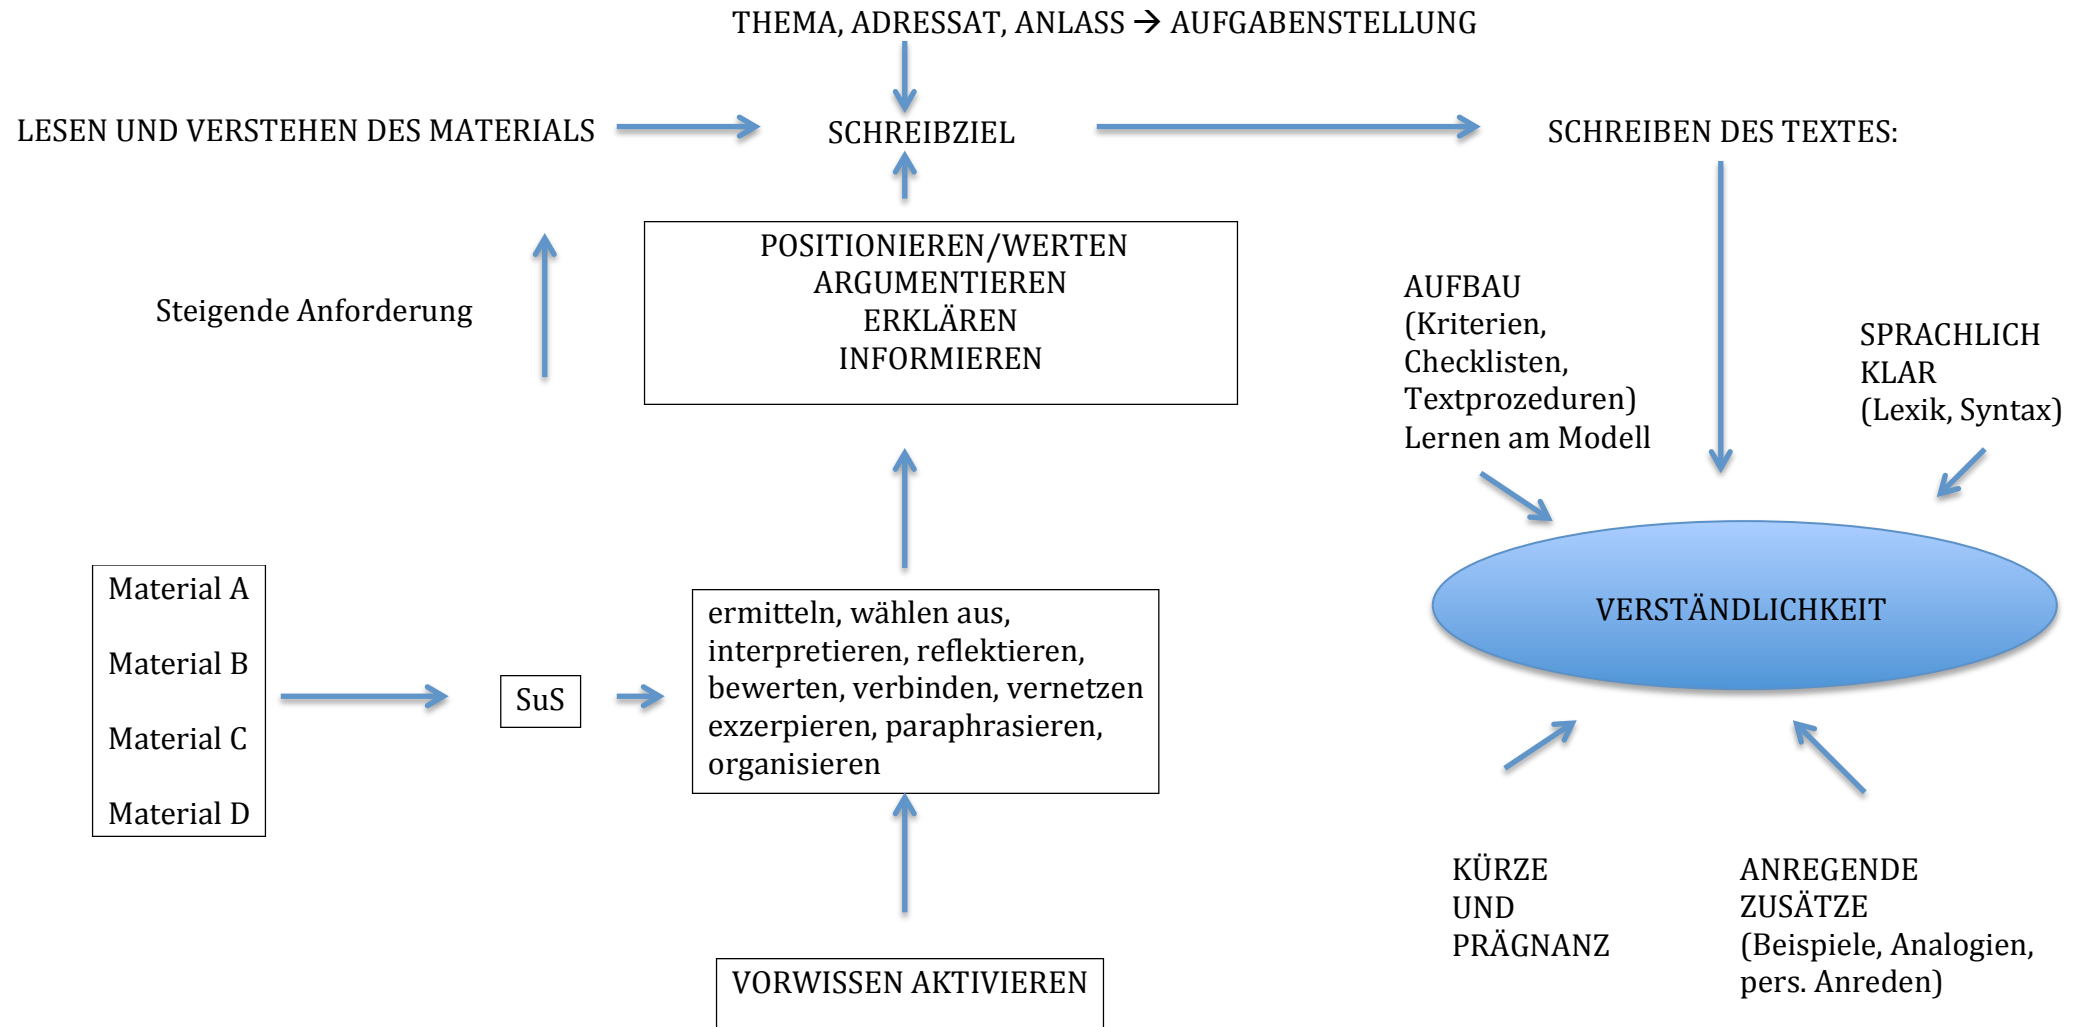 THEMA, ADRESSAT, ANLASS → AUFGABENSTELLUNG
LESEN UND VERSTEHEN DES MATERIALS
SCHREIBZIEL
SCHREIBEN DES TEXTES:
Steigende Anforderung
POSITIONIEREN/WERTEN
ARGUMENTIEREN
ERKLÄREN
INFORMIEREN
AUFBAU
(Kriterien,
Checklisten,
Textprozeduren)
Lernen am Modell
SPRACHLICH
KLAR
(Lexik, Syntax)
Material A
Material B
Material C
Material D
SuS
ermitteln, wählen aus,
interpretieren, reflektieren,
bewerten, verbinden, vernetzen
exzerpieren, paraphrasieren,
organisieren
VERSTÄNDLICHKEIT
VORWISSEN AKTIVIEREN
KÜRZE
UND
PRÄGNANZ
ANREGENDE
ZUSÄTZE
(Beispiele, Analogien,
pers. Anreden)